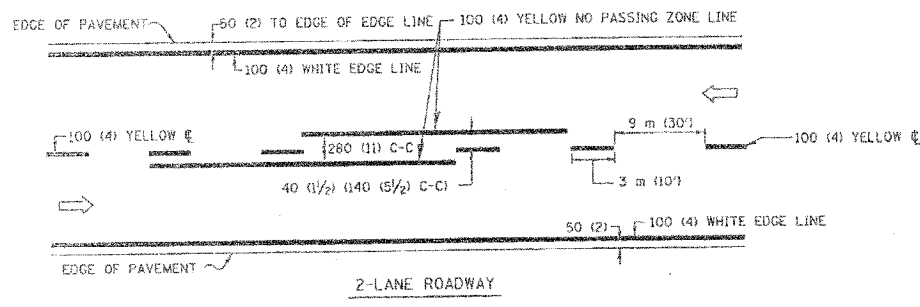 EDGE OF PAVEMENT
50 (2) TO EDGE OF EDGE LINE
100 (4) YELLOW NO PASSING ZONE LINE
100 (4) WHITE EDGE LINE
100 (4) YELLOW ℄
280 (11) C-C
9 m (30')
100 (4) YELLOW ℄
40 (1½) (140 (5½) C-C)
3 m (10')
50 (2)
100 (4) WHITE EDGE LINE
EDGE OF PAVEMENT
2-LANE ROADWAY